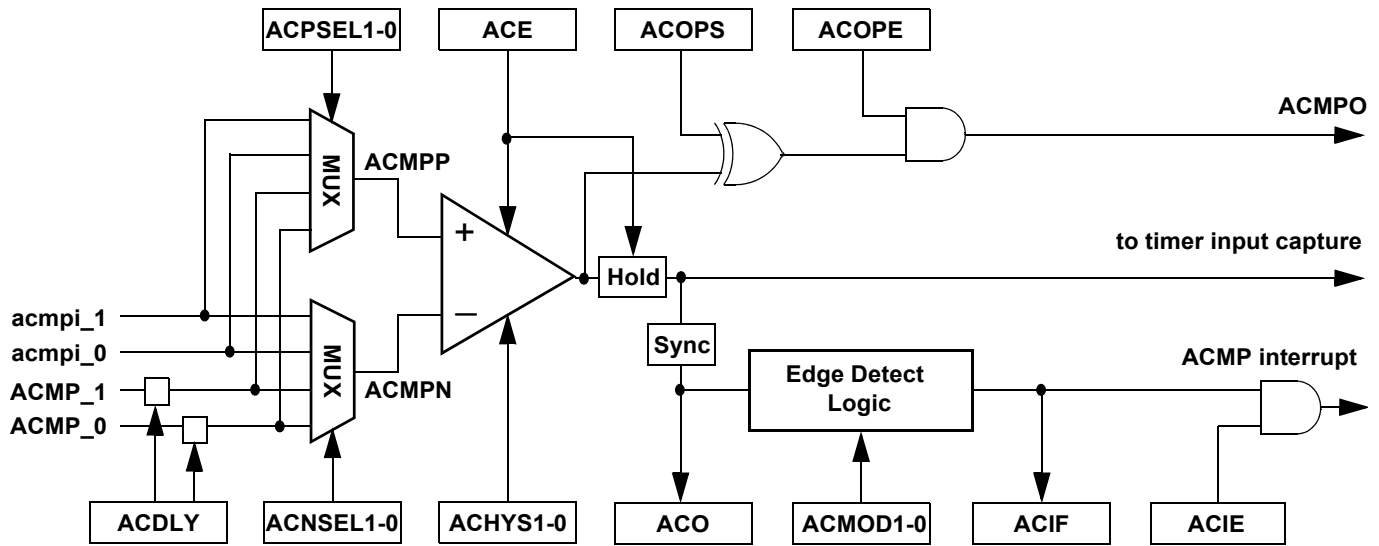 ACPSEL1-0
ACE
ACOPS
ACOPE
ACMPO
MUX
ACMPP
+
to timer input capture
Hold
acmpi_1
acmpi_0
ACMP_1
ACMP_0
MUX
ACMPN
–
Sync
Edge Detect
Logic
ACMP interrupt
ACDLY
ACNSEL1-0
ACHYS1-0
ACO
ACMOD1-0
ACIF
ACIE